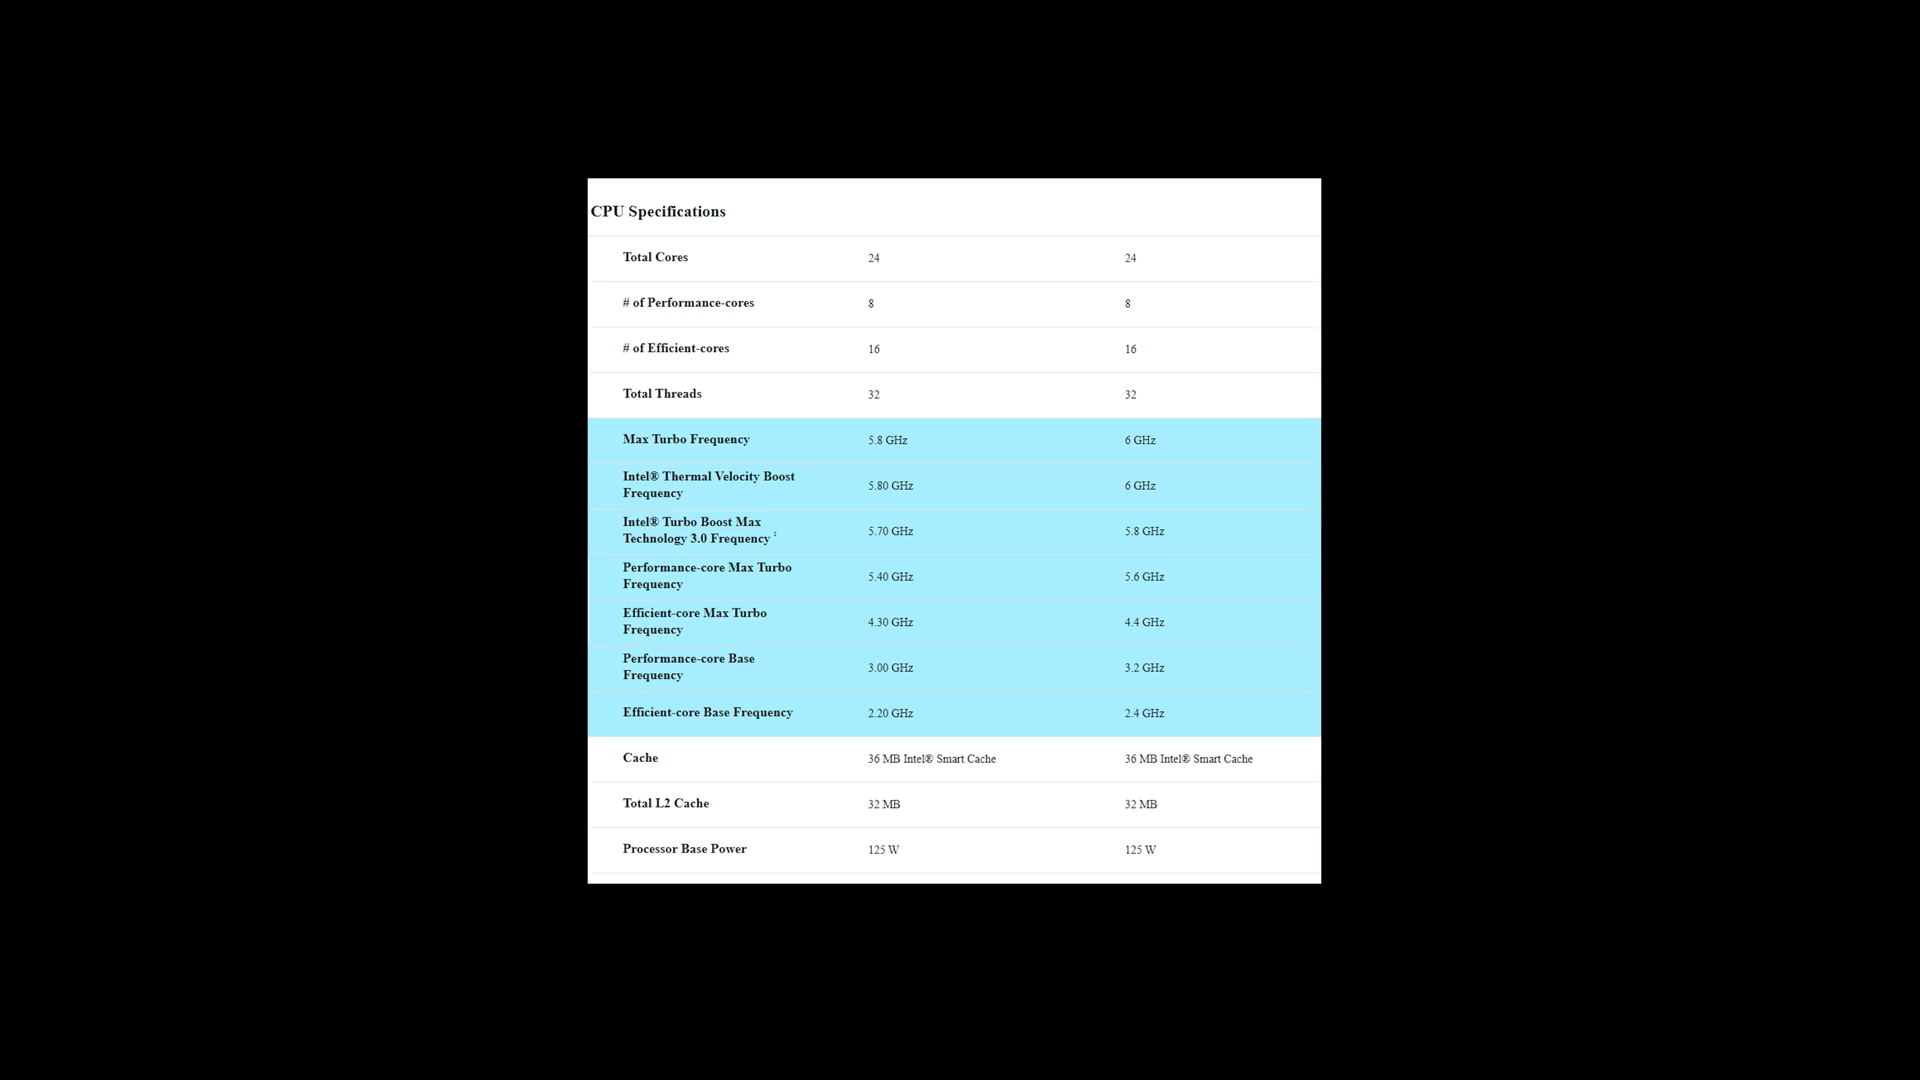 CPU Specifications
Total Cores 24 24
# of Performance-cores 8 8
# of Efficient-cores 16 16
Total Threads 32 32
Max Turbo Frequency 5.8 GHz 6 GHz
Intel® Thermal Velocity Boost
Frequency 5.80 GHz 6 GHz
Intel® Turbo Boost Max
Technology 3.0 Frequency 5.70 GHz 5.8 GHz
Performance-core Max Turbo
Frequency 5.40 GHz 5.6 GHz
Efficient-core Max Turbo
Frequency 4.30 GHz 4.4 GHz
Performance-core Base
Frequency 3.00 GHz 3.2 GHz
Efficient-core Base Frequency 2.20 GHz 2.4 GHz
Cache 36 MB Intel® Smart Cache 36 MB Intel® Smart Cache
Total L2 Cache 32 MB 32 MB
Processor Base Power 125 W 125 W